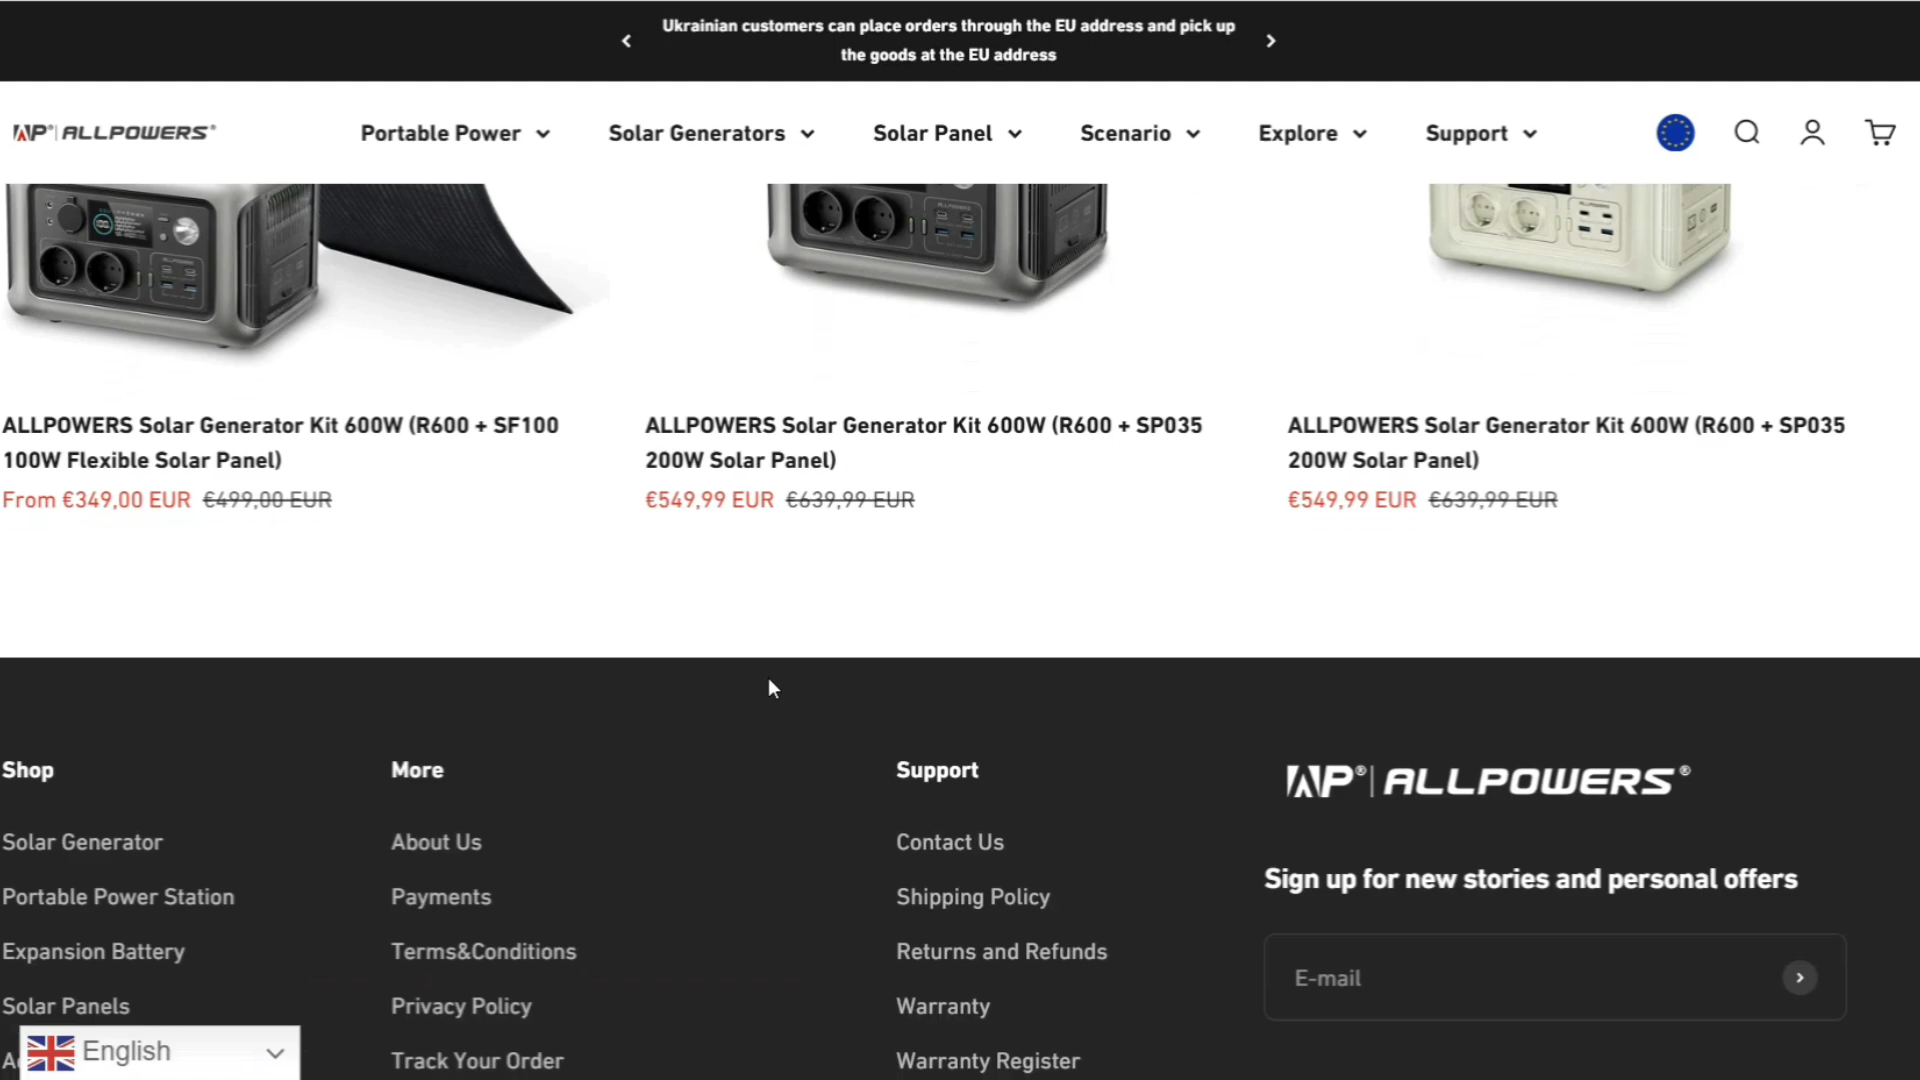 Ukrainian customers can place orders through the EU address and pick up
the goods at the EU address
AP® | ALLPOWERS®
Portable Power
Solar Generators
Solar Panel
Scenario
Explore
Support
ALLPOWERS Solar Generator Kit 600W (R600 + SF100
100W Flexible Solar Panel)
From €349,00 EUR €499,00 EUR
ALLPOWERS Solar Generator Kit 600W (R600 + SP035
200W Solar Panel)
€549,99 EUR €639,99 EUR
ALLPOWERS Solar Generator Kit 600W (R600 + SP035
200W Solar Panel)
€549,99 EUR €639,99 EUR
Shop
Solar Generator
Portable Power Station
Expansion Battery
Solar Panels
English
More
About Us
Payments
Terms&Conditions
Privacy Policy
Track Your Order
Support
Contact Us
Shipping Policy
Returns and Refunds
Warranty
Warranty Register
AP® | ALLPOWERS®
Sign up for new stories and personal offers
E-mail